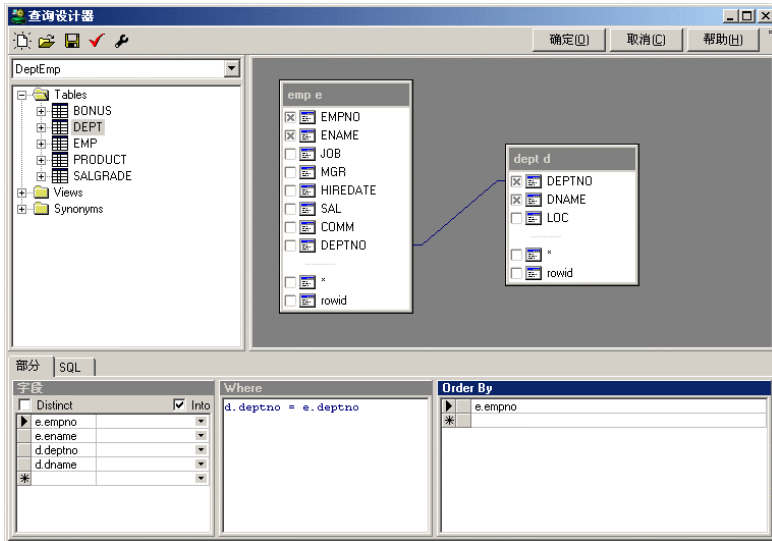 查询设计器
确定(O) 取消(C) 帮助(H)
DeptEmp
Tables
BONUS
DEPT
EMP
PRODUCT
SALGRADE
Views
Synonyms
emp e
EMPNO
ENAME
JOB
MGR
HIREDATE
SAL
COMM
DEPTNO
*
rowid
dept d
DEPTNO
DNAME
LOC
*
rowid
部分 SQL
字段
Distinct Into
e.empno
e.ename
d.deptno
d.dname
Where
d.deptno = e.deptno
Order By
e.empno